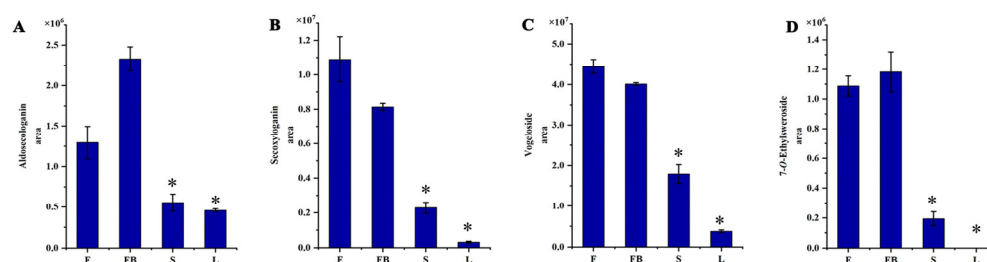 A
×10⁶
Aldosecologanin
area
2.5
2.0
1.5
1.0
0.5
0.0
*
*
F FB S L
B
×10⁷
Secoxyloganin
area
1.2
1.0
0.8
0.6
0.4
0.2
0.0
*
*
F FB S L
C
×10⁷
Vogeloside
area
5.0
4.0
3.0
2.0
1.0
0.0
*
*
F FB S L
D
×10⁶
7-O-Ethylsweroside
area
1.4
1.2
1.0
0.8
0.6
0.4
0.2
0.0
*
*
F FB S L